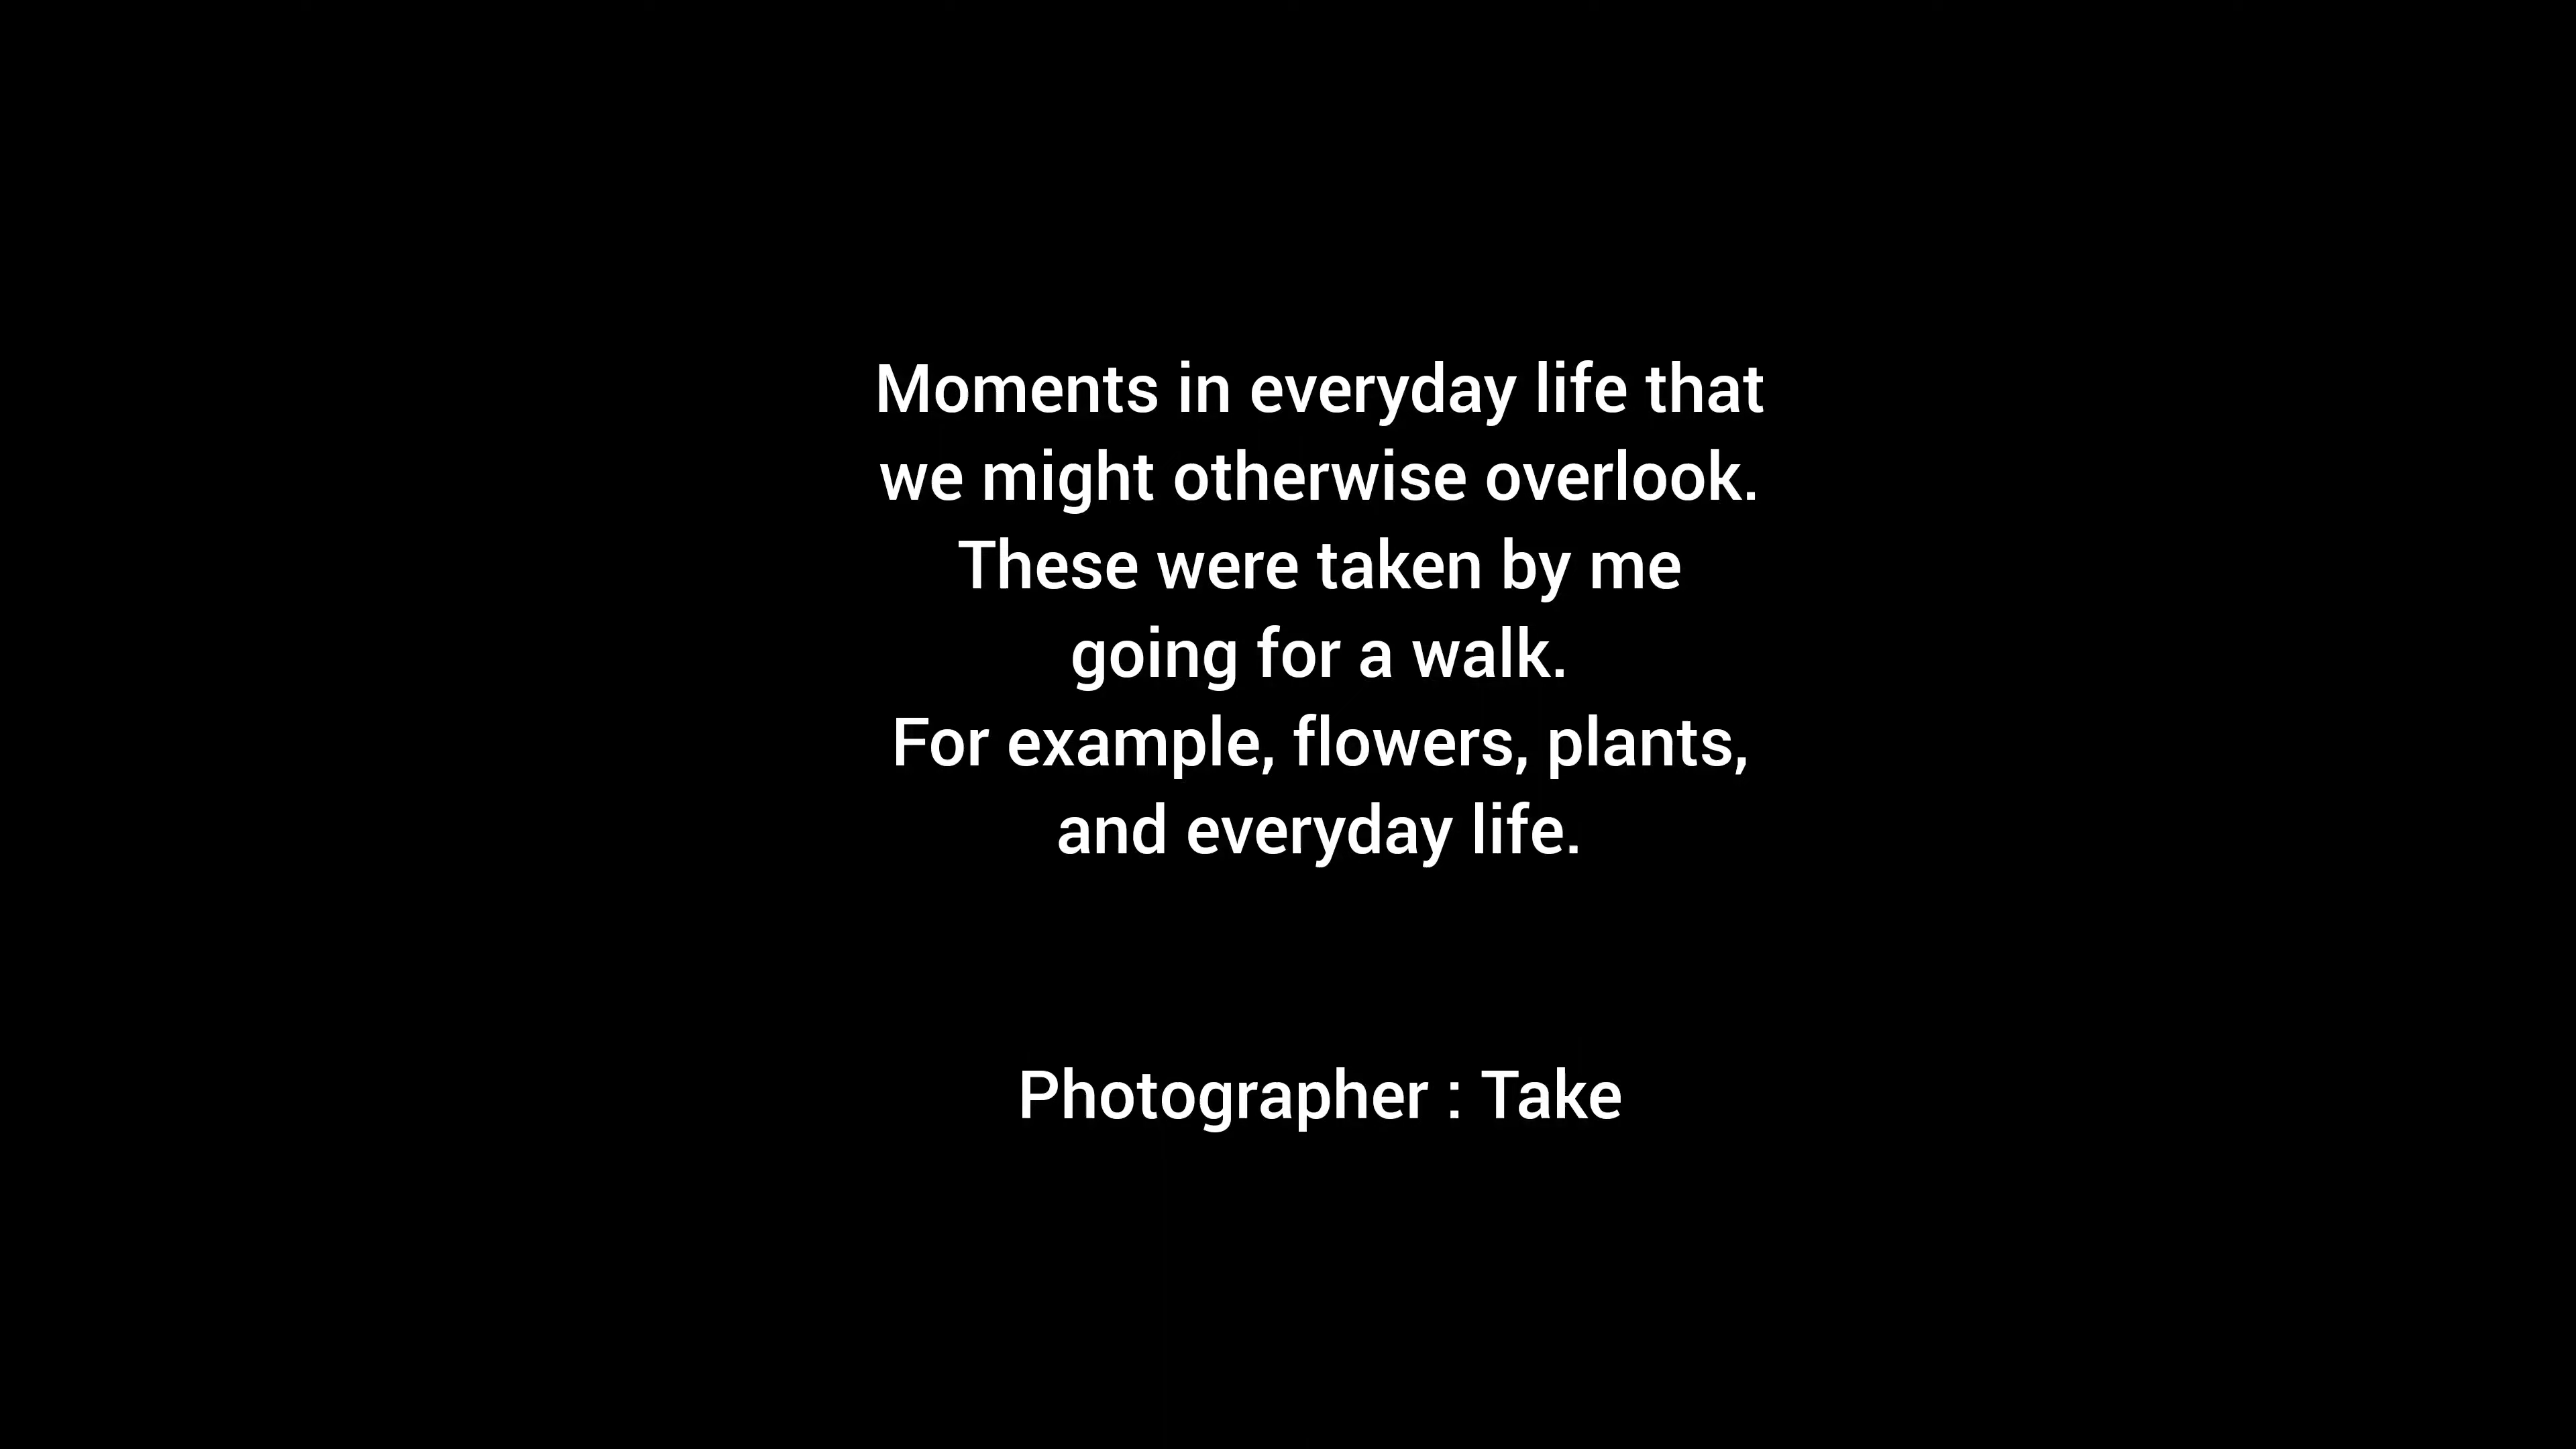 Moments in everyday life that
we might otherwise overlook.
These were taken by me
going for a walk.
For example, flowers, plants,
and everyday life.
Photographer : Take